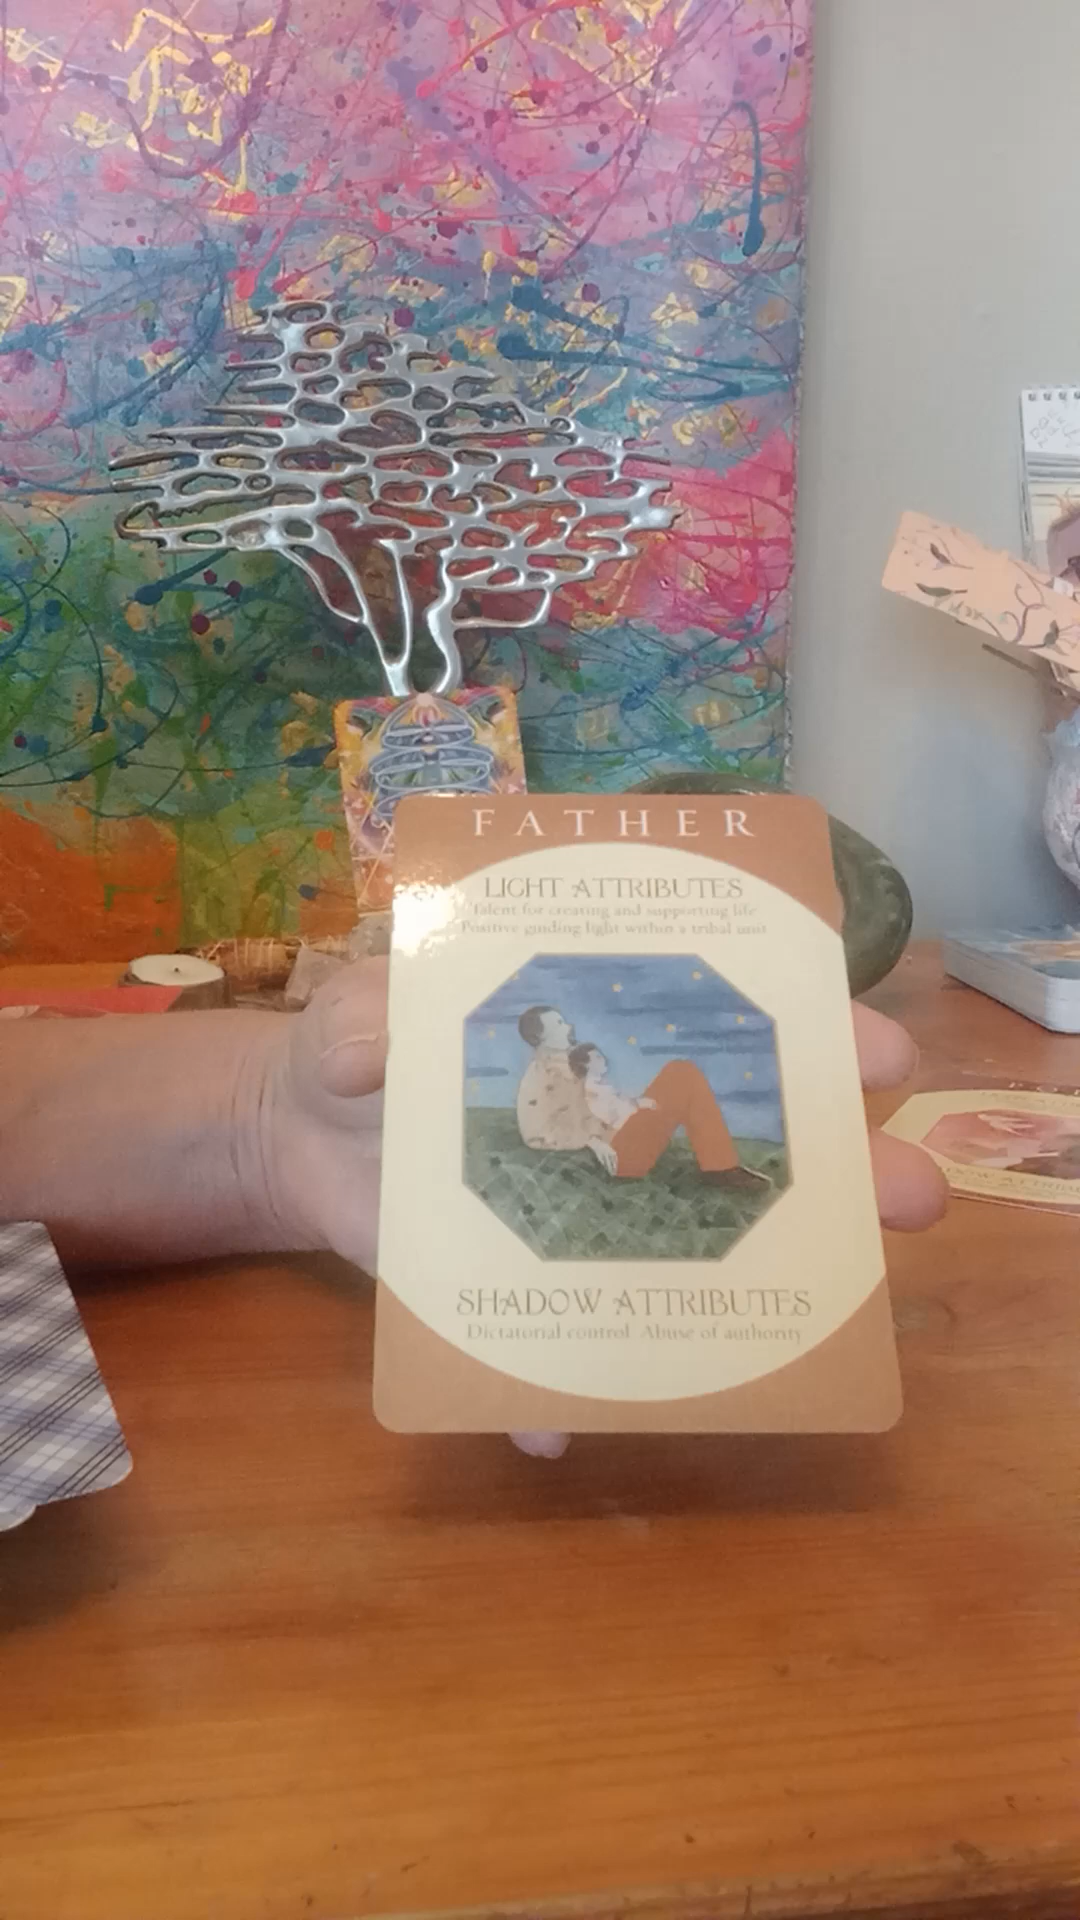 FATHER
LIGHT ATTRIBUTES
Talent for creating and supporting life
Positive guiding light within a tribal unit
SHADOW ATTRIBUTES
Dictatorial control Abuse of authority